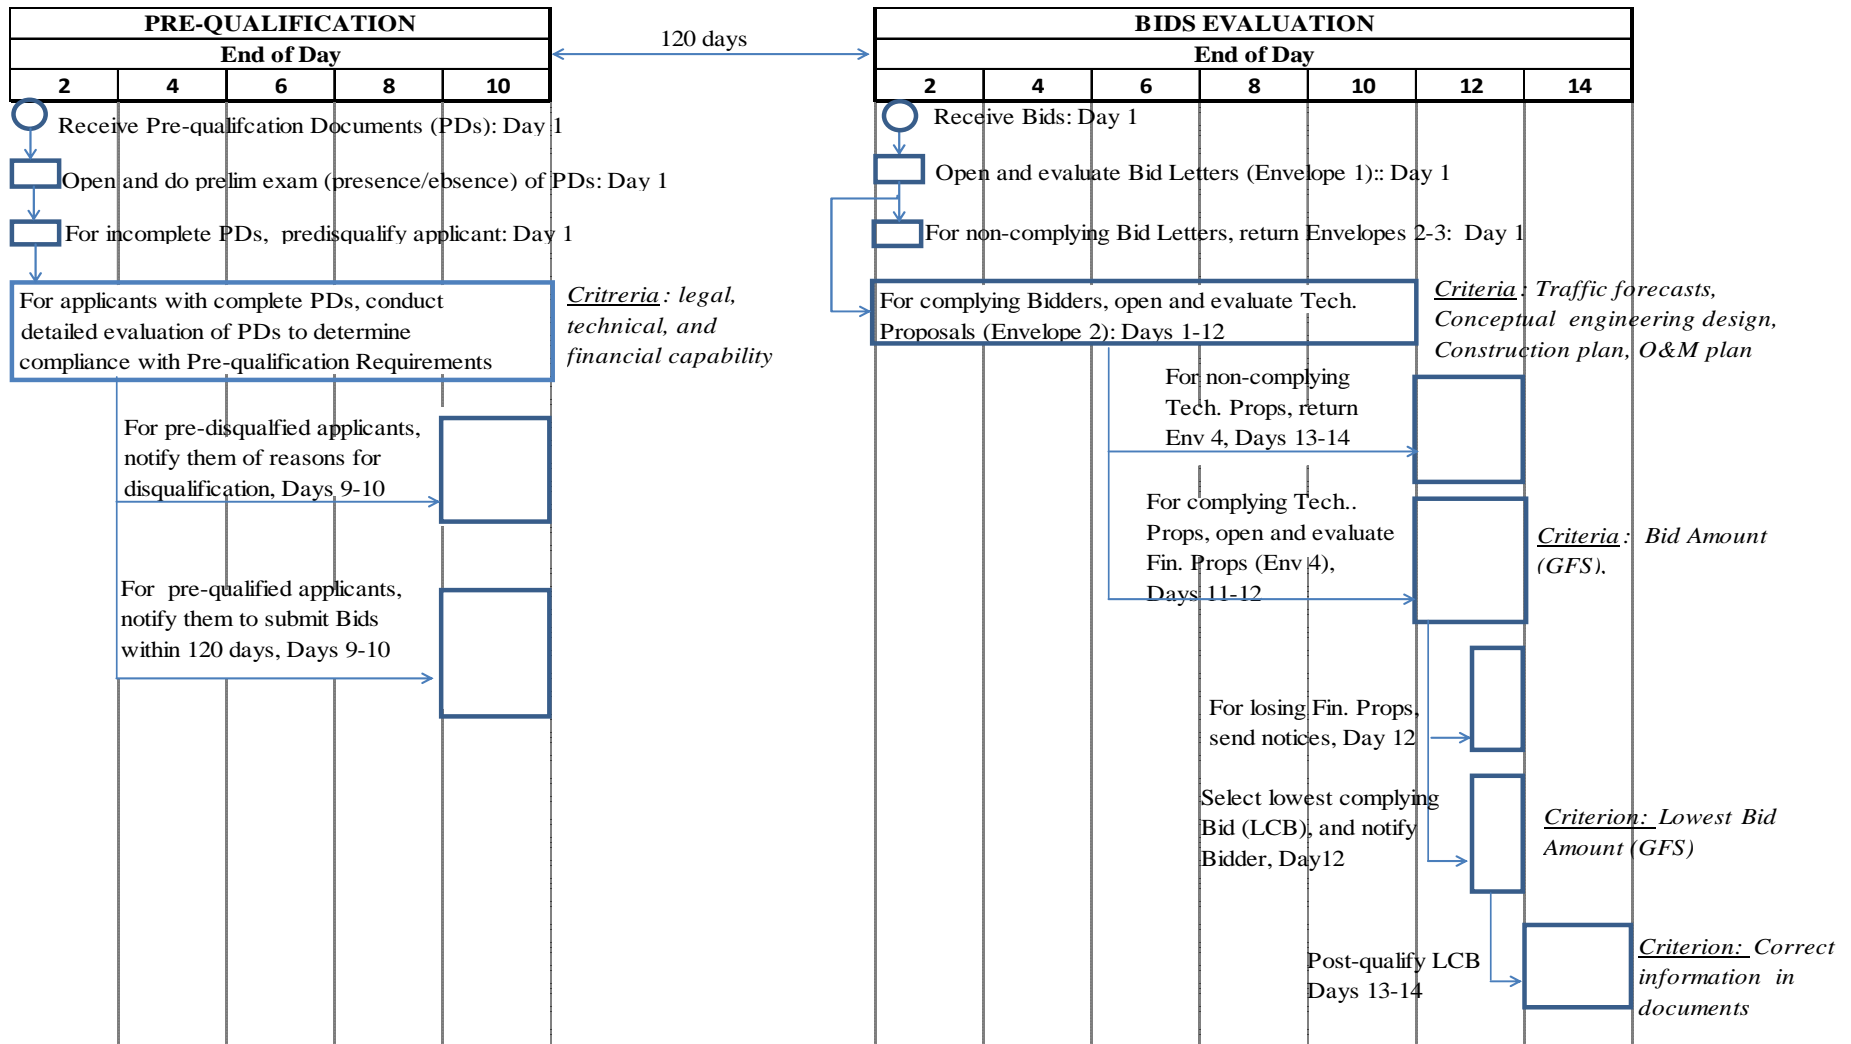 PRE-QUALIFICATION
End of Day
2 4 6 8 10
120 days
BIDS EVALUATION
End of Day
2 4 6 8 10 12 14
Receive Pre-qualifcation Documents (PDs): Day 1
Open and do prelim exam (presence/ebsence) of PDs: Day 1
For incomplete PDs, predisqualify applicant: Day 1
For applicants with complete PDs, conduct
detailed evaluation of PDs to determine
compliance with Pre-qualification Requirements
Critreria: legal,
technical, and
financial capability
For pre-disqualfied applicants,
notify them of reasons for
disqualification, Days 9-10
For pre-qualified applicants,
notify them to submit Bids
within 120 days, Days 9-10
Receive Bids: Day 1
Open and evaluate Bid Letters (Envelope 1):: Day 1
For non-complying Bid Letters, return Envelopes 2-3: Day 1
For complying Bidders, open and evaluate Tech.
Proposals (Envelope 2): Days 1-12
Criteria: Traffic forecasts,
Conceptual engineering design,
Construction plan, O&M plan
For non-complying
Tech. Props, return
Env 4, Days 13-14
For complying Tech..
Props, open and evaluate
Fin. Props (Env 4),
Days 11-12
Criteria: Bid Amount
(GFS).
For losing Fin. Props,
send notices, Day 12
Select lowest complying
Bid (LCB), and notify
Bidder, Day12
Criterion: Lowest Bid
Amount (GFS)
Post-qualify LCB
Days 13-14
Criterion: Correct
information in
documents